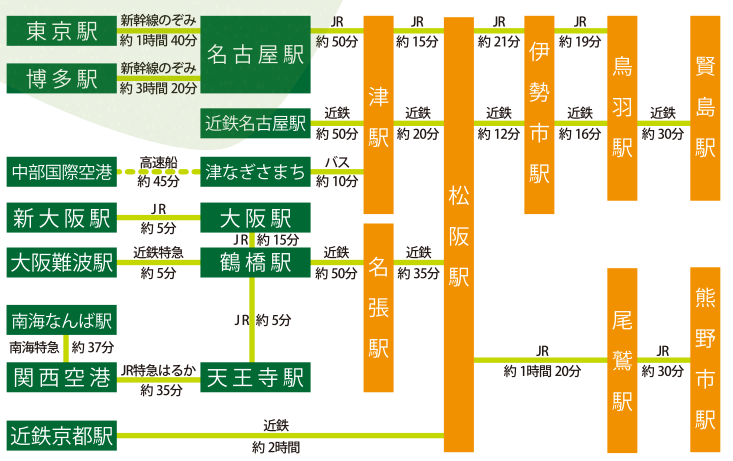 東京駅
新幹線のぞみ
約1時間40分
名古屋駅
JR
約50分
JR
約15分
JR
約21分
JR
約19分
博多駅
新幹線のぞみ
約3時間20分
近鉄名古屋駅
近鉄
約50分
津駅
近鉄
約20分
松阪駅
近鉄
約12分
伊勢市駅
近鉄
約16分
鳥羽駅
近鉄
約30分
賢島駅
中部国際空港
高速船
約45分
津なぎさまち
バス
約10分
新大阪駅
JR
約5分
大阪駅
JR 約15分
大阪難波駅
近鉄特急
約5分
鶴橋駅
近鉄
約50分
名張駅
近鉄
約35分
南海なんば駅
南海特急 約37分
JR 約5分
関西空港
JR特急はるか
約35分
天王寺駅
JR
約1時間20分
尾鷲駅
JR
約30分
熊野市駅
近鉄京都駅
近鉄
約2時間